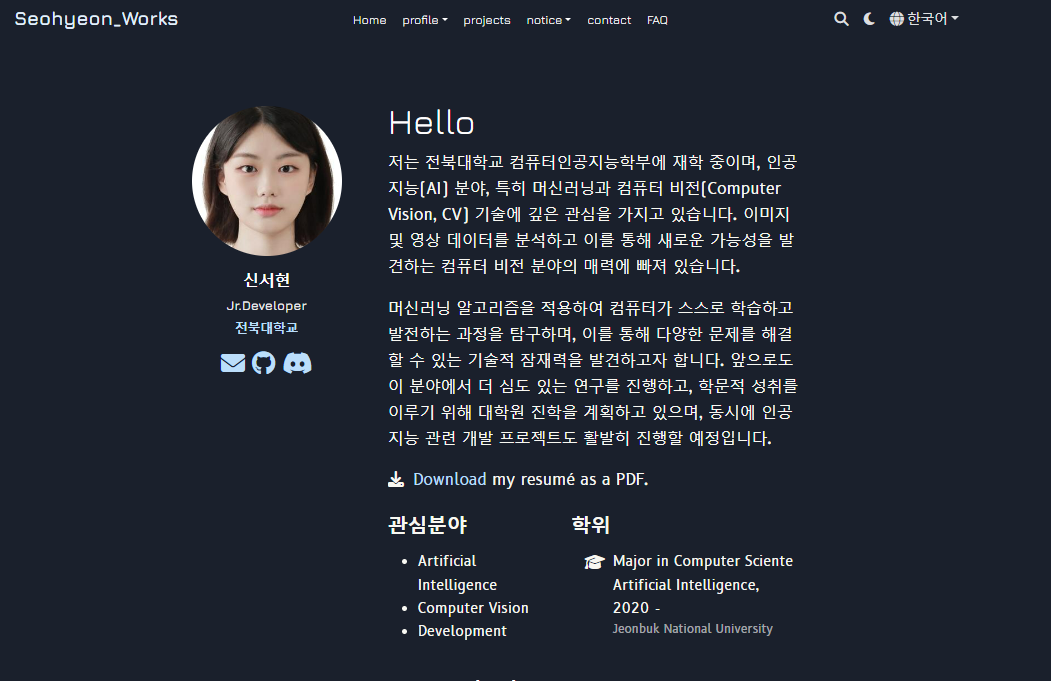 Seohyeon_Works
Home profile projects notice contact FAQ
한국어
신서현
Jr.Developer
전북대학교
Hello
저는 전북대학교 컴퓨터인공지능학부에 재학 중이며, 인공
지능[AI] 분야, 특히 머신러닝과 컴퓨터 비전[Computer
Vision, CV] 기술에 깊은 관심을 가지고 있습니다. 이미지
및 영상 데이터를 분석하고 이를 통해 새로운 가능성을 발
견하는 컴퓨터 비전 분야의 매력에 빠져 있습니다.
머신러닝 알고리즘을 적용하여 컴퓨터가 스스로 학습하고
발전하는 과정을 탐구하며, 이를 통해 다양한 문제를 해결
할 수 있는 기술적 잠재력을 발견하고자 합니다. 앞으로도
이 분야에서 더 심도 있는 연구를 진행하고, 학문적 성취를
이루기 위해 대학원 진학을 계획하고 있으며, 동시에 인공
지능 관련 개발 프로젝트도 활발히 진행할 예정입니다.
Download my resumé as a PDF.
관심분야
Artificial
Intelligence
Computer Vision
Development
학위
Major in Computer Sciente
Artificial Intelligence,
2020 -
Jeonbuk National University